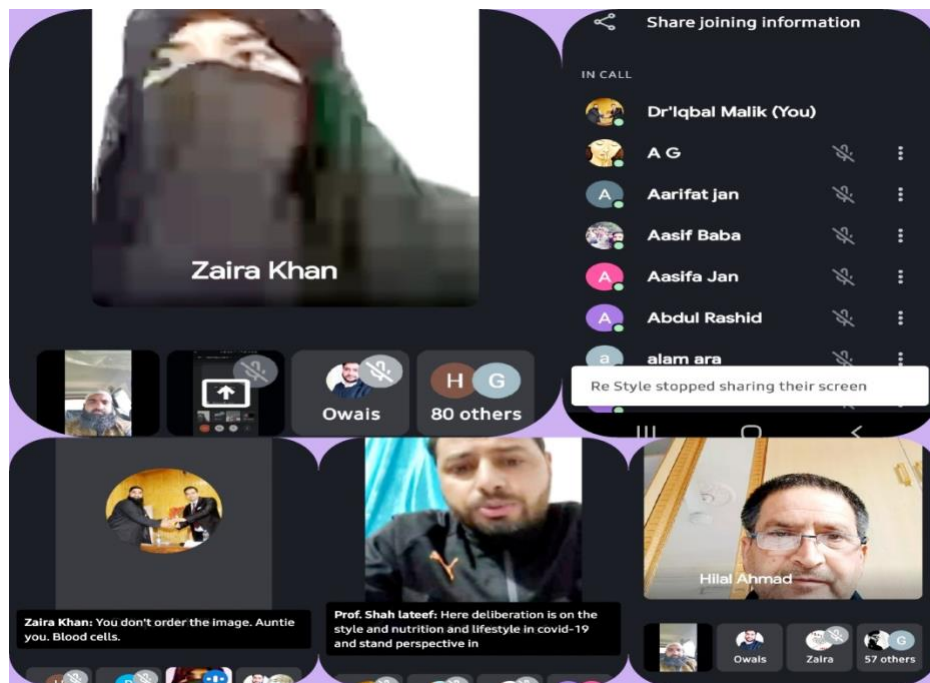 Zaira Khan
Owais
H G
80 others
Share joining information
IN CALL
Dr'Iqbal Malik (You)
A G
A Aarifat jan
Aasif Baba
A Aasifa Jan
A Abdul Rashid
a alam ara
Re Style stopped sharing their screen
Zaira Khan: You don't order the image. Auntie
you. Blood cells.
Prof. Shah lateef: Here deliberation is on the
style and nutrition and lifestyle in covid-19
and stand perspective in
Hilal Ahmad
Owais
Zaira
G
57 others